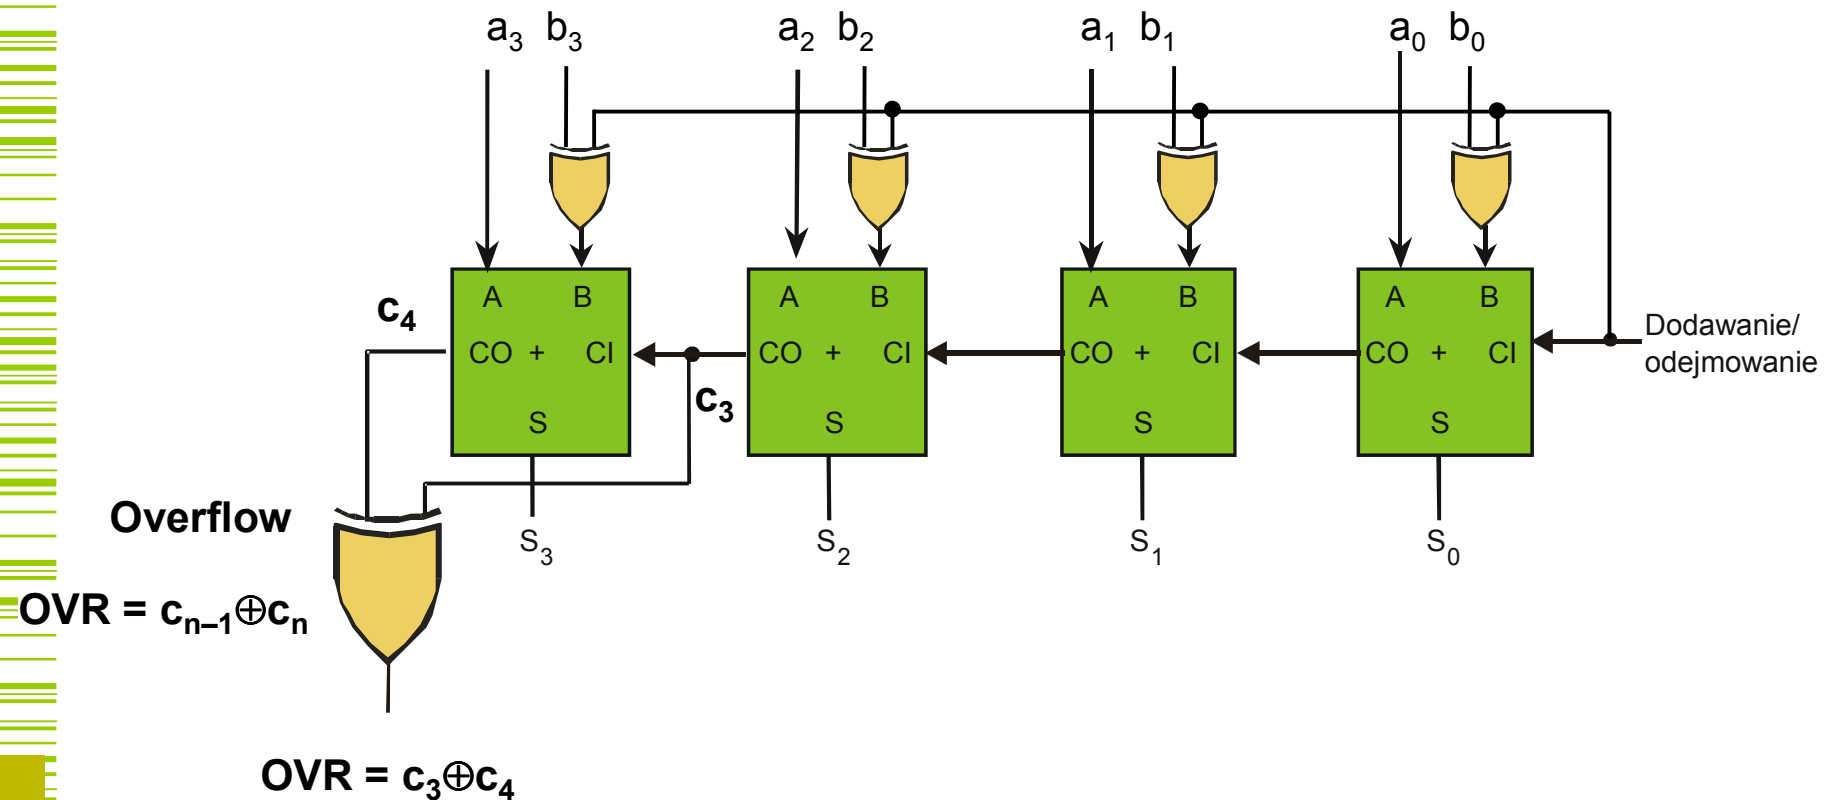 a₃ b₃ a₂ b₂ a₁ b₁ a₀ b₀
A B A B A B A B
c₄
Dodawanie/
odejmowanie
CO + CI CO + CI CO + CI CO + CI
c₃
S S S S
Overflow
S₃ S₂ S₁ S₀
OVR = cₙ₋₁⊕cₙ
OVR = c₃⊕c₄